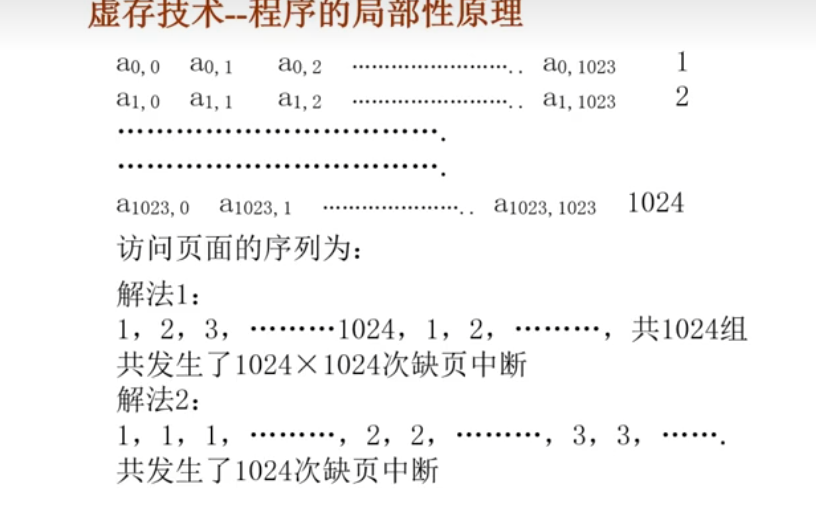 虚存技术--程序的局部性原理
a0,0 a0,1 a0,2 ……………………. . a0,1023 1
a1,0 a1,1 a1,2 ……………………. . a1,1023 2
…………………………….
…………………………….
a1023,0 a1023,1 ………………….. . a1023,1023 1024
访问页面的序列为:
解法1:
1, 2, 3, ………1024, 1, 2, ………, 共1024组
共发生了1024×1024次缺页中断
解法2:
1, 1, 1, ………, 2, 2, ………, 3, 3, …….
共发生了1024次缺页中断